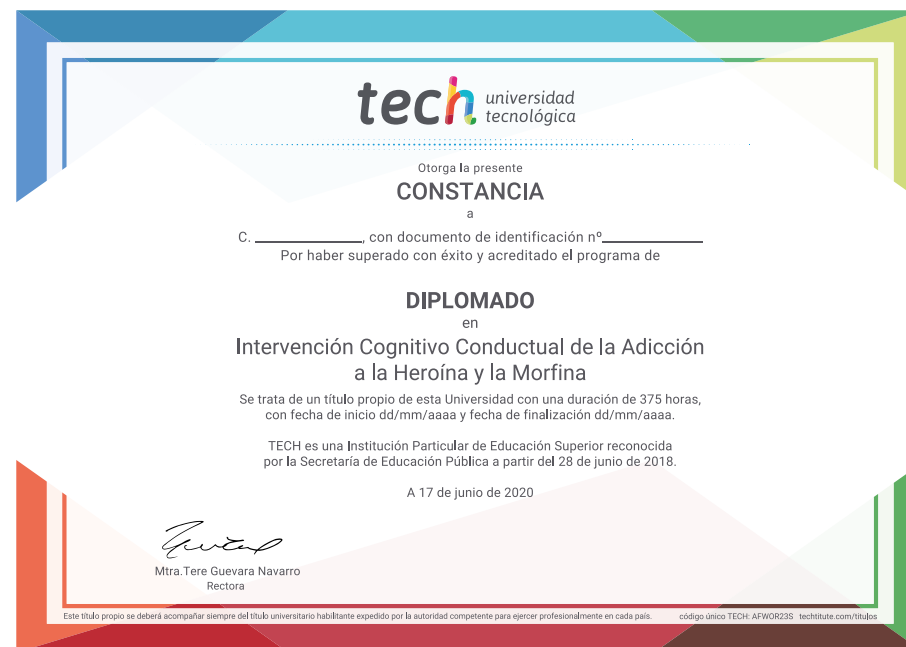 tech universidad
tecnológica
Otorga la presente
CONSTANCIA
a
C. ____________, con documento de identificación nº____________
Por haber superado con éxito y acreditado el programa de
DIPLOMADO
en
Intervención Cognitivo Conductual de la Adicción
a la Heroína y la Morfina
Se trata de un título propio de esta Universidad con una duración de 375 horas,
con fecha de inicio dd/mm/aaaa y fecha de finalización dd/mm/aaaa.
TECH es una Institución Particular de Educación Superior reconocida
por la Secretaría de Educación Pública a partir del 28 de junio de 2018.
A 17 de junio de 2020
Mtra.Tere Guevara Navarro
Rectora
Este título propio se deberá acompañar siempre del título universitario habilitante expedido por la autoridad competente para ejercer profesionalmente en cada país. código único TECH: AFWOR23S techtitute.com/titulos